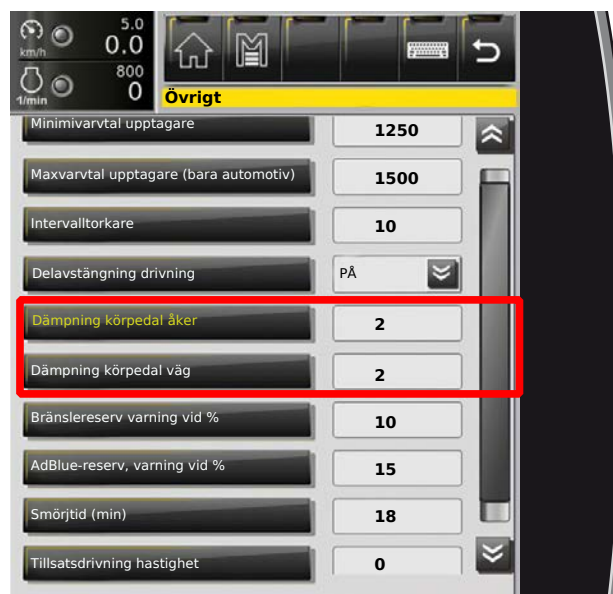 5.0
km/h 0.0
800
1/min 0
Övrigt
Minimivarvtal upptagare 1250
Maxvarvtal upptagare (bara automotiv) 1500
Intervalltorkare 10
Delavstängning drivning PÅ
Dämpning körpedal åker 2
Dämpning körpedal väg 2
Bränslereserv varning vid % 10
AdBlue-reserv, varning vid % 15
Smörjtid (min) 18
Tillsatsdrivning hastighet 0